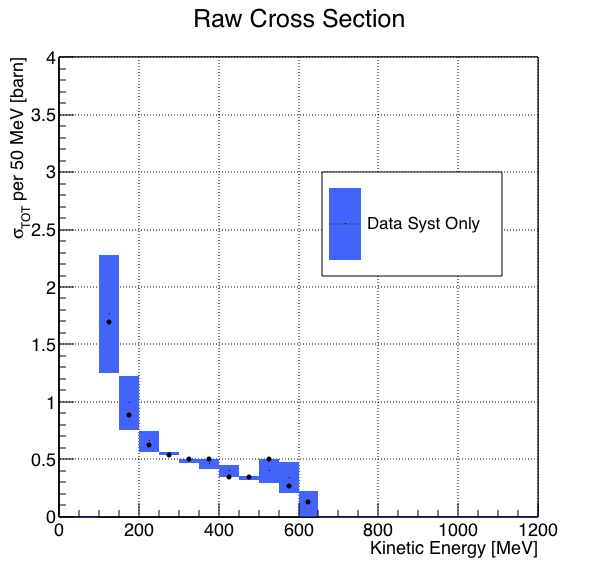 Raw Cross Section
σTOT per 50 MeV [barn]
4
3.5
3
2.5
2
1.5
1
0.5
0
Data Syst Only
0 200 400 600 800 1000 1200
Kinetic Energy [MeV]